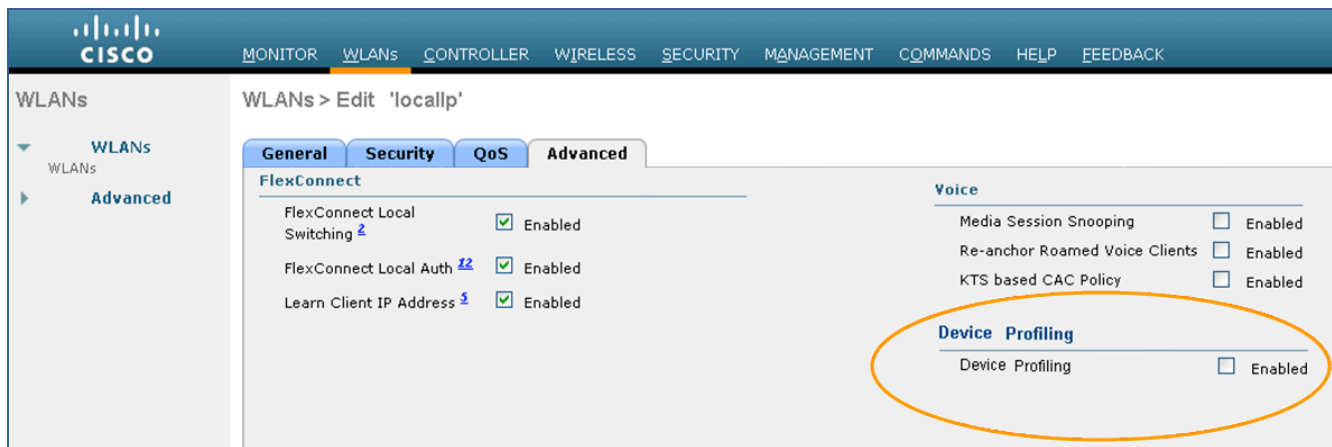 CISCO
MONITOR WLANs CONTROLLER WIRELESS SECURITY MANAGEMENT COMMANDS HELP FEEDBACK
WLANs
WLANs > Edit 'locallp'
WLANs
WLANs
Advanced
General Security QoS Advanced
FlexConnect
FlexConnect Local
Switching 2
Enabled
FlexConnect Local Auth 12 Enabled
Learn Client IP Address 5 Enabled
Voice
Media Session Snooping Enabled
Re-anchor Roamed Voice Clients Enabled
KTS based CAC Policy Enabled
Device Profiling
Device Profiling Enabled